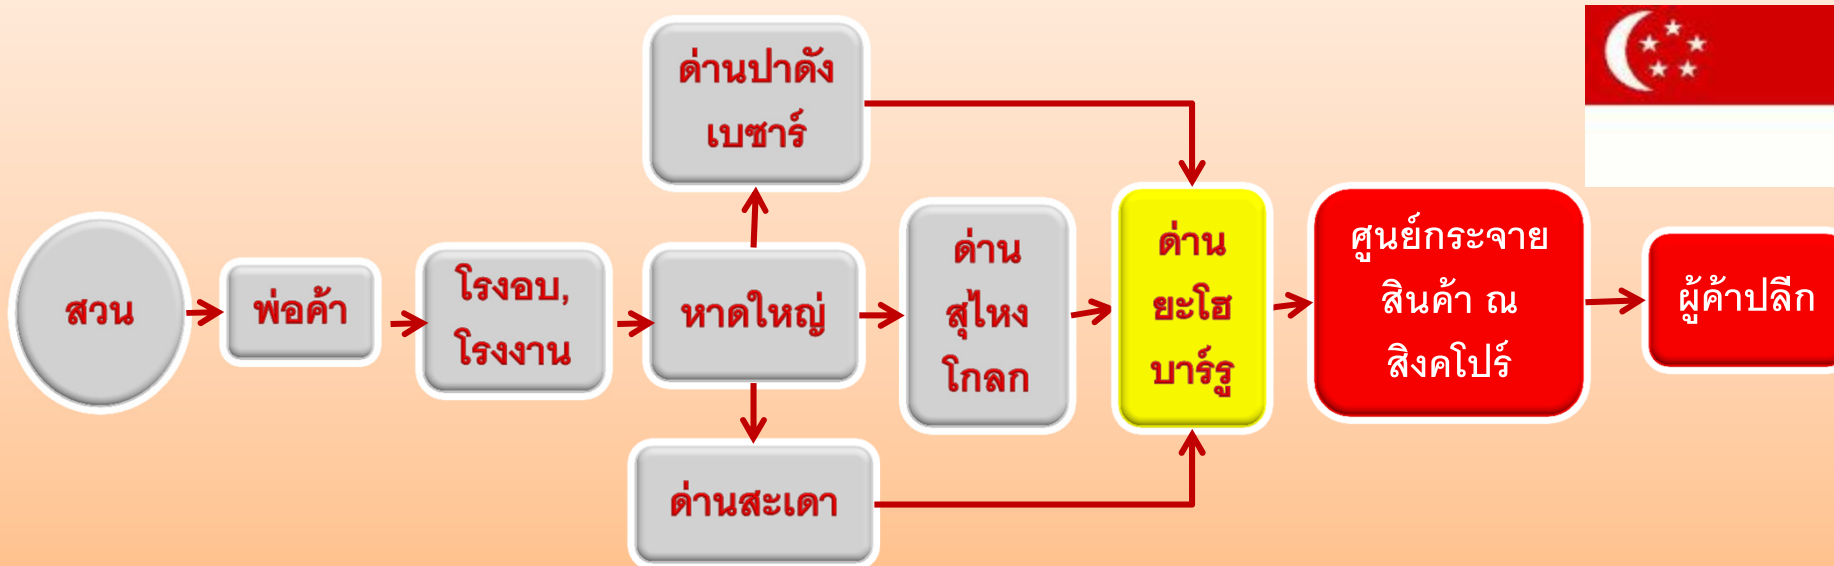 สวน
พ่อค้า
โรงอบ,
โรงงาน
หาดใหญ่
ด่านปาดัง
เบซาร์
ด่านสะเดา
ด่าน
สุไหง
โกลก
ด่าน
ยะโฮ
บาร์รู
ศูนย์กระจาย
สินค้า ณ
สิงคโปร์
ผู้ค้าปลีก